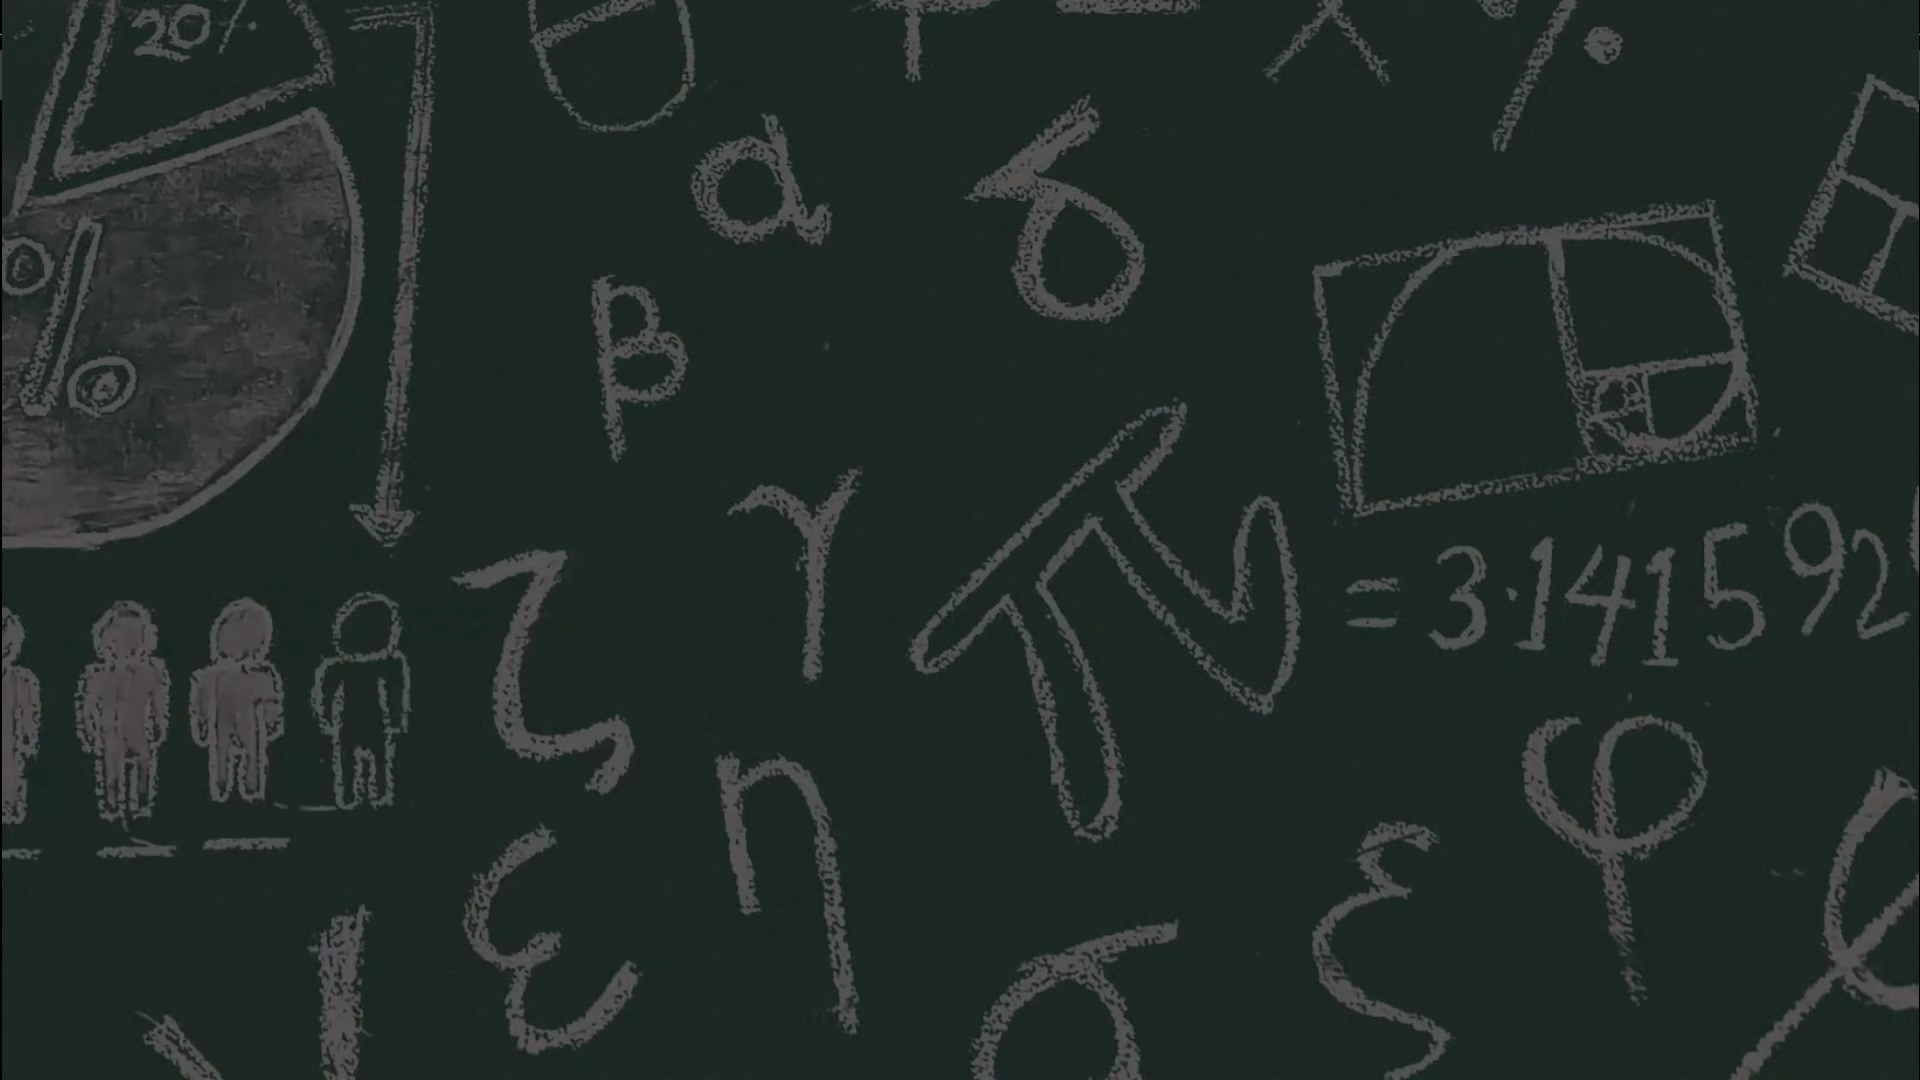 20%
θ + - × %
α δ
%
β
γ π = 3.141592
ζ
η φ
ε ξ
σ